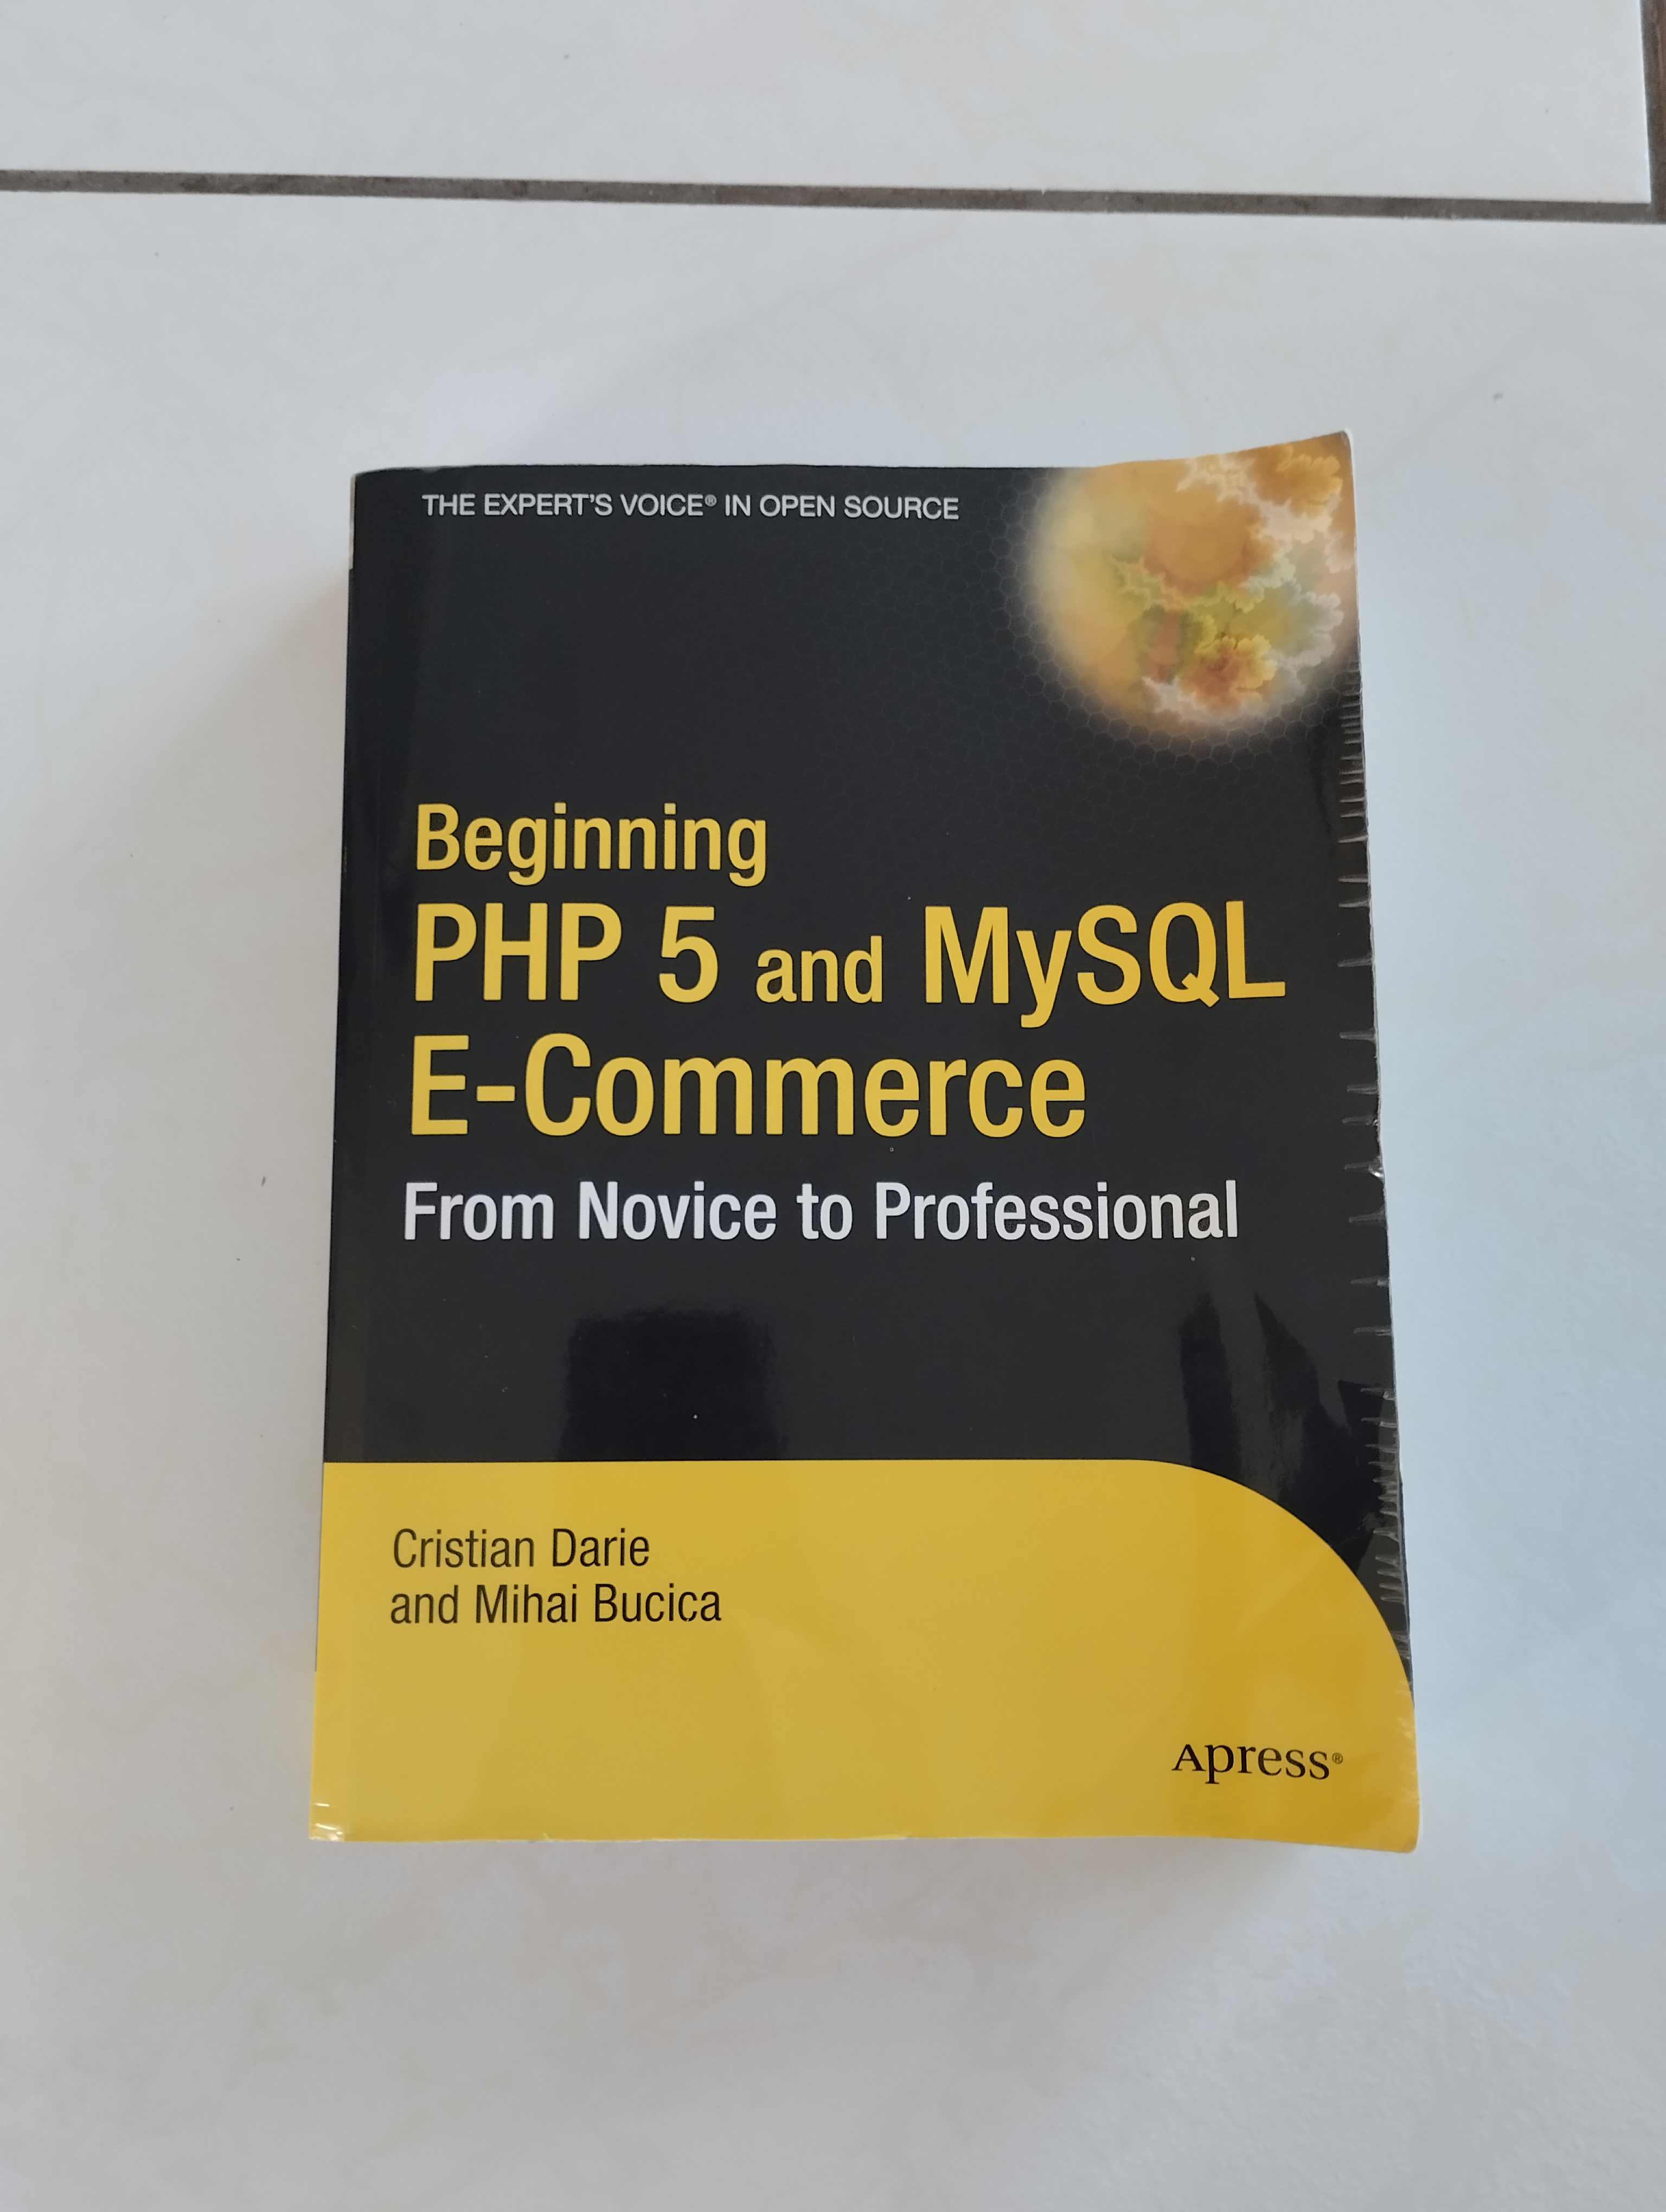 THE EXPERT'S VOICE® IN OPEN SOURCE
Beginning
PHP 5 and MySQL
E-Commerce
From Novice to Professional
Cristian Darie
and Mihai Bucica
Apress®